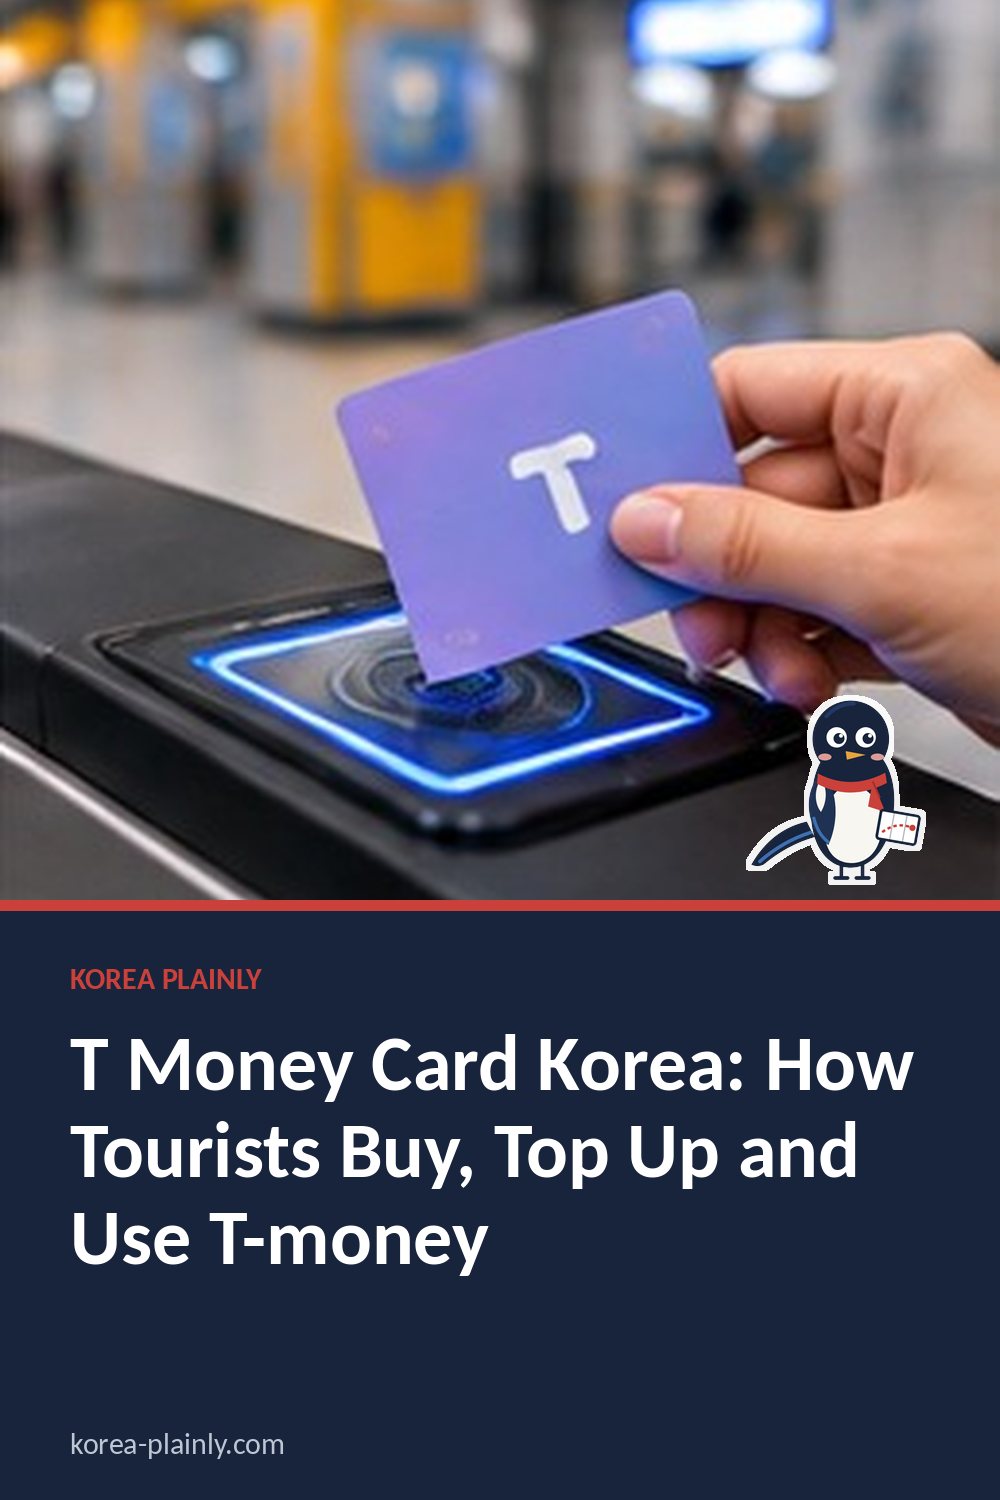 T
KOREA PLAINLY
T Money Card Korea: How
Tourists Buy, Top Up and
Use T-money
korea-plainly.com